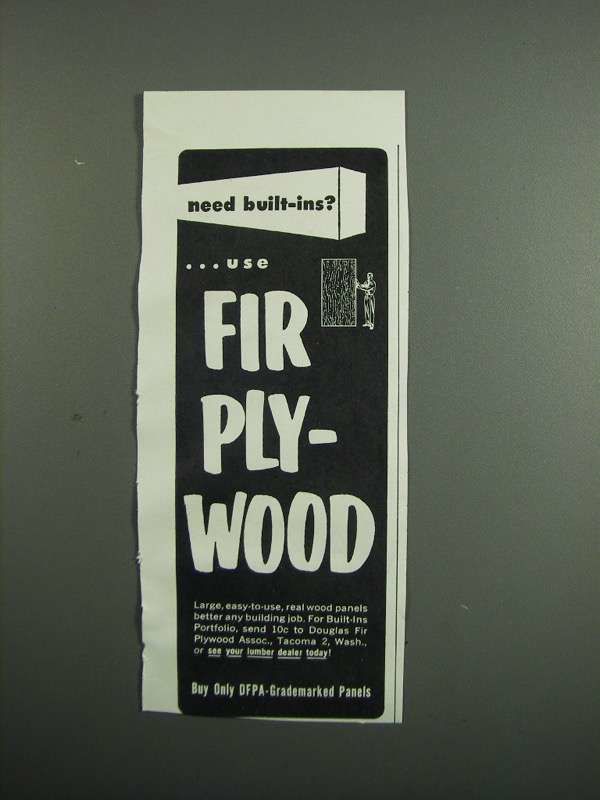 need built-ins?
...use
FIR
PLY-
WOOD
Large, easy-to-use, real wood panels
better any building job. For Built-Ins
Portfolio, send 10c to Douglas Fir
Plywood Assoc., Tacoma 2, Wash.,
or see your lumber dealer today!
Buy Only DFPA-Grademarked Panels